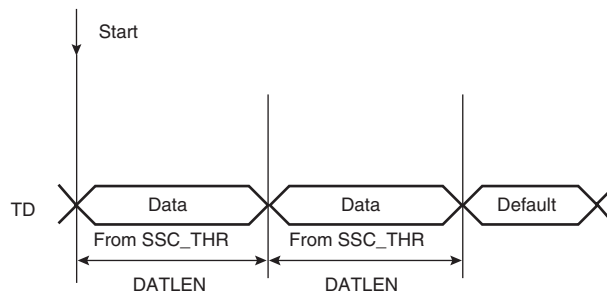 Start
TD
Data
Data
Default
From SSC_THR
From SSC_THR
DATLEN
DATLEN